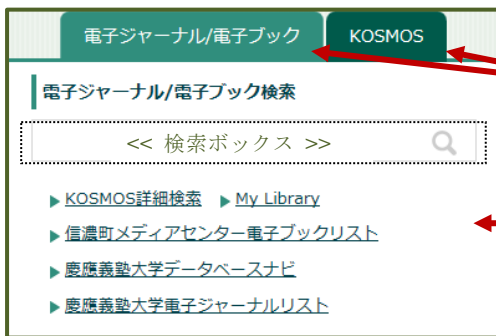 電子ジャーナル/電子ブック KOSMOS
電子ジャーナル/電子ブック検索
<< 検索ボックス >>
KOSMOS詳細検索 My Library
信濃町メディアセンター電子ブックリスト
慶應義塾大学データベースナビ
慶應義塾大学電子ジャーナルリスト